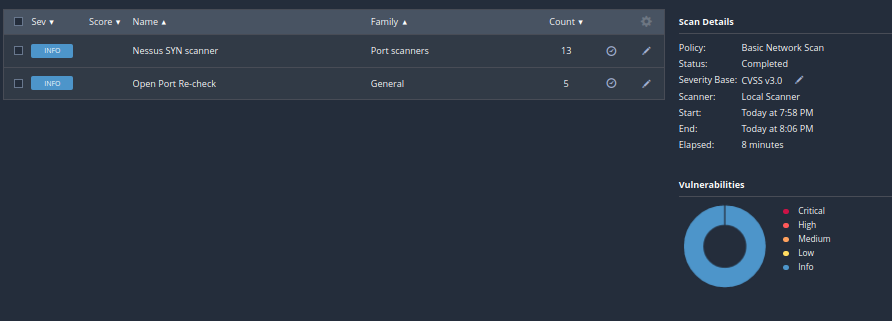 Sev ▾ Score ▾ Name ▴ Family ▴ Count ▾
INFO Nessus SYN scanner Port scanners 13
INFO Open Port Re-check General 5
Scan Details
Policy: Basic Network Scan
Status: Completed
Severity Base: CVSS v3.0
Scanner: Local Scanner
Start: Today at 7:58 PM
End: Today at 8:06 PM
Elapsed: 8 minutes
Vulnerabilities
Critical
High
Medium
Low
Info